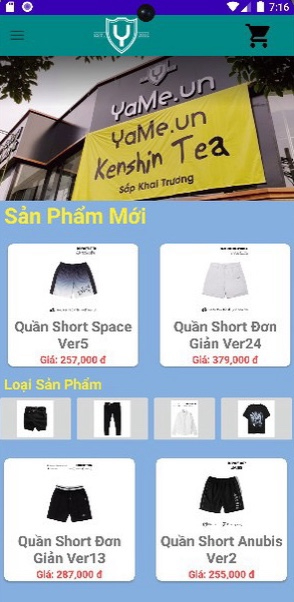 7:16
Y
YaMe.vn
YaMe.vn
Kenshin Tea
Sắp Khai Trương
Sản Phẩm Mới
Quần Short Space
Ver5
Giá: 257,000 đ
Quần Short Đơn
Giản Ver24
Giá: 379,000 đ
Loại Sản Phẩm
Quần Short Đơn
Giản Ver13
Giá: 287,000 đ
Quần Short Anubis
Ver2
Giá: 255,000 đ